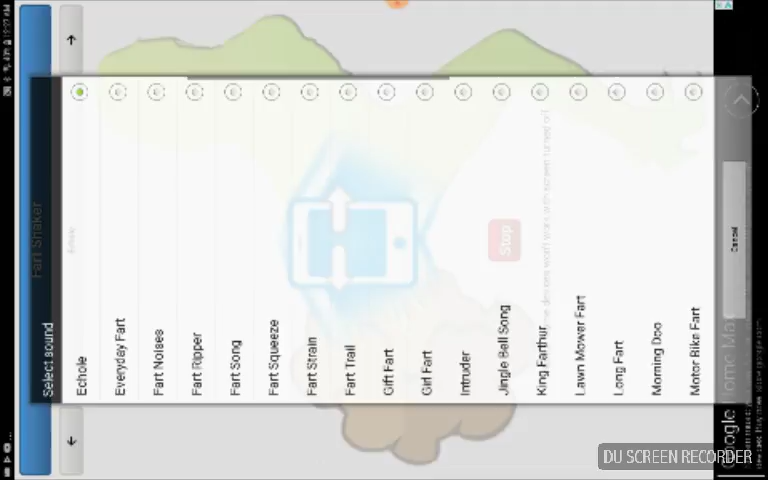 Fart Shaker
Select sound
Echole
Everyday Fart
Fart Noises
Fart Ripper
Fart Song
Fart Squeeze
Fart Strain
Fart Trail
Gift Fart
Girl Fart
Intruder
Jingle Bell Song
King Farthur
Lawn Mower Fart
Long Fart
Morning Doo
Motor Bike Fart
Stop
Cancel
Google Home
DU SCREEN RECORDER